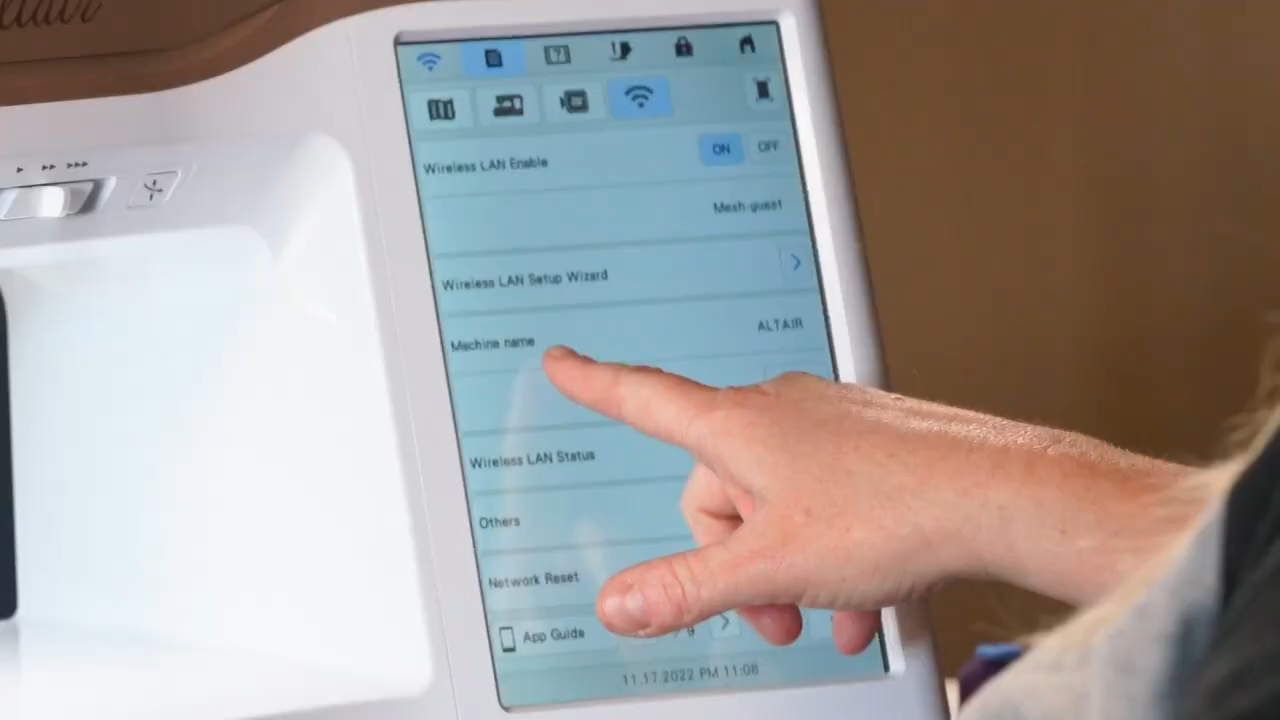 Wireless LAN Enable ON OFF
Mesh guest
Wireless LAN Setup Wizard
Machine name ALTAIR
Wireless LAN Status
Others
Network Reset
App Guide
11.17.2022 PM 11:08